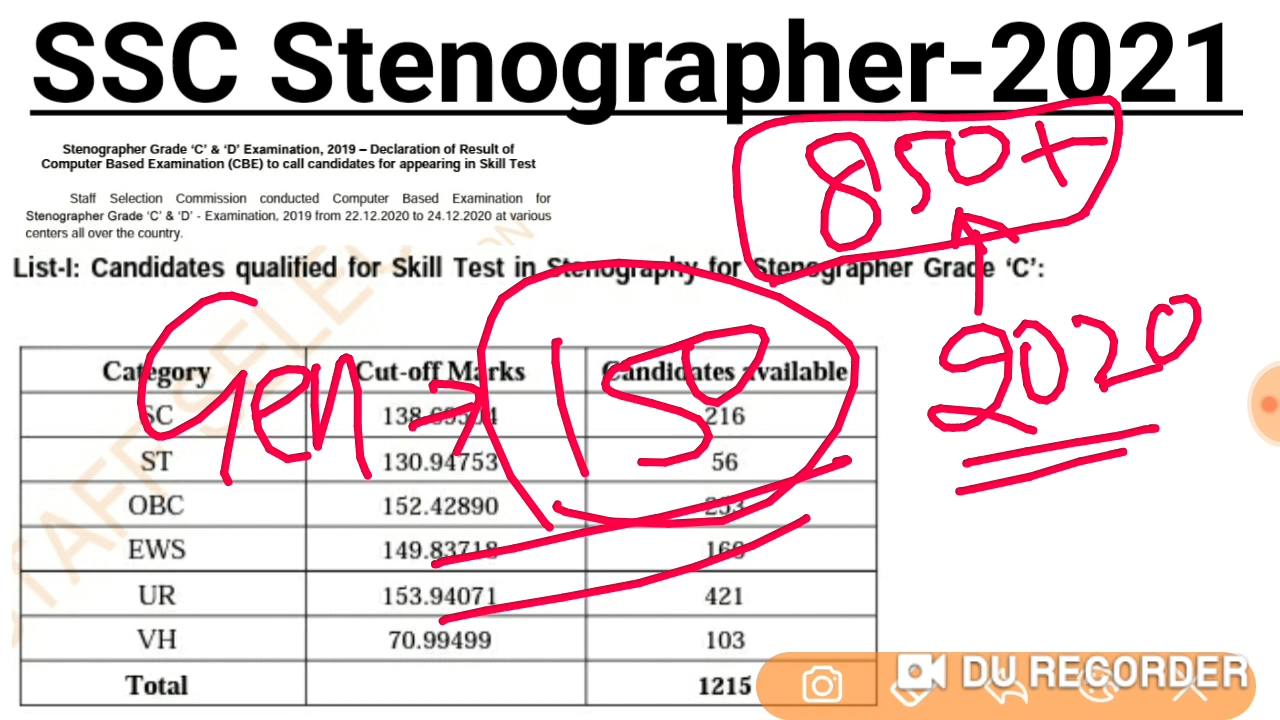 SSC Stenographer-2021
Stenographer Grade ‘C’ & ‘D’ Examination, 2019 – Declaration of Result of
Computer Based Examination (CBE) to call candidates for appearing in Skill Test
850+
Staff Selection Commission conducted Computer Based Examination for
Stenographer Grade ‘C’ & ‘D’ - Examination, 2019 from 22.12.2020 to 24.12.2020 at various
centers all over the country.
List-I: Candidates qualified for Skill Test in Stenography for Stenographer Grade ‘C’:
2020
Gen → 150
Category Cut-off Marks Candidates available
SC 216
ST 130.94753 56
OBC 152.42890
EWS 149.83718
UR 153.94071 421
VH 70.99499 103
Total 1215
DU RECORDER